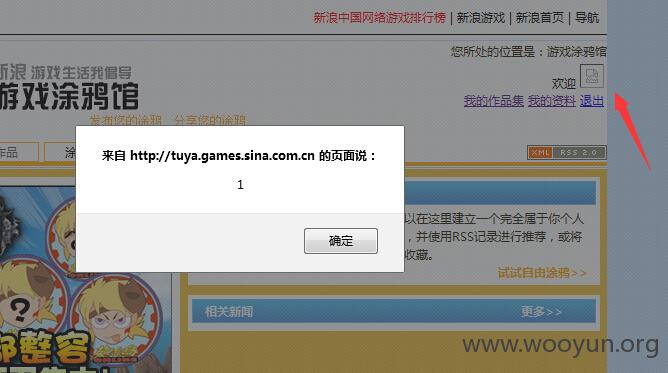 新浪中国网络游戏排行榜 | 新浪游戏 | 新浪首页 | 导航
您所处的位置是：游戏涂鸦馆
新浪 游戏生活我倡导
游戏涂鸦馆
欢迎
我的作品集 我的资料 退出
发布您的涂鸦 分享您的涂鸦
作品
涂
XML RSS 2.0
来自 http://tuya.games.sina.com.cn 的页面说：
1
确定
以在这里建立一个完全属于你个人
，并使用RSS记录进行推荐，或将
收藏。
试试自由涂鸦>>
相关新闻 更多>>
部整容
www.wooyun.org